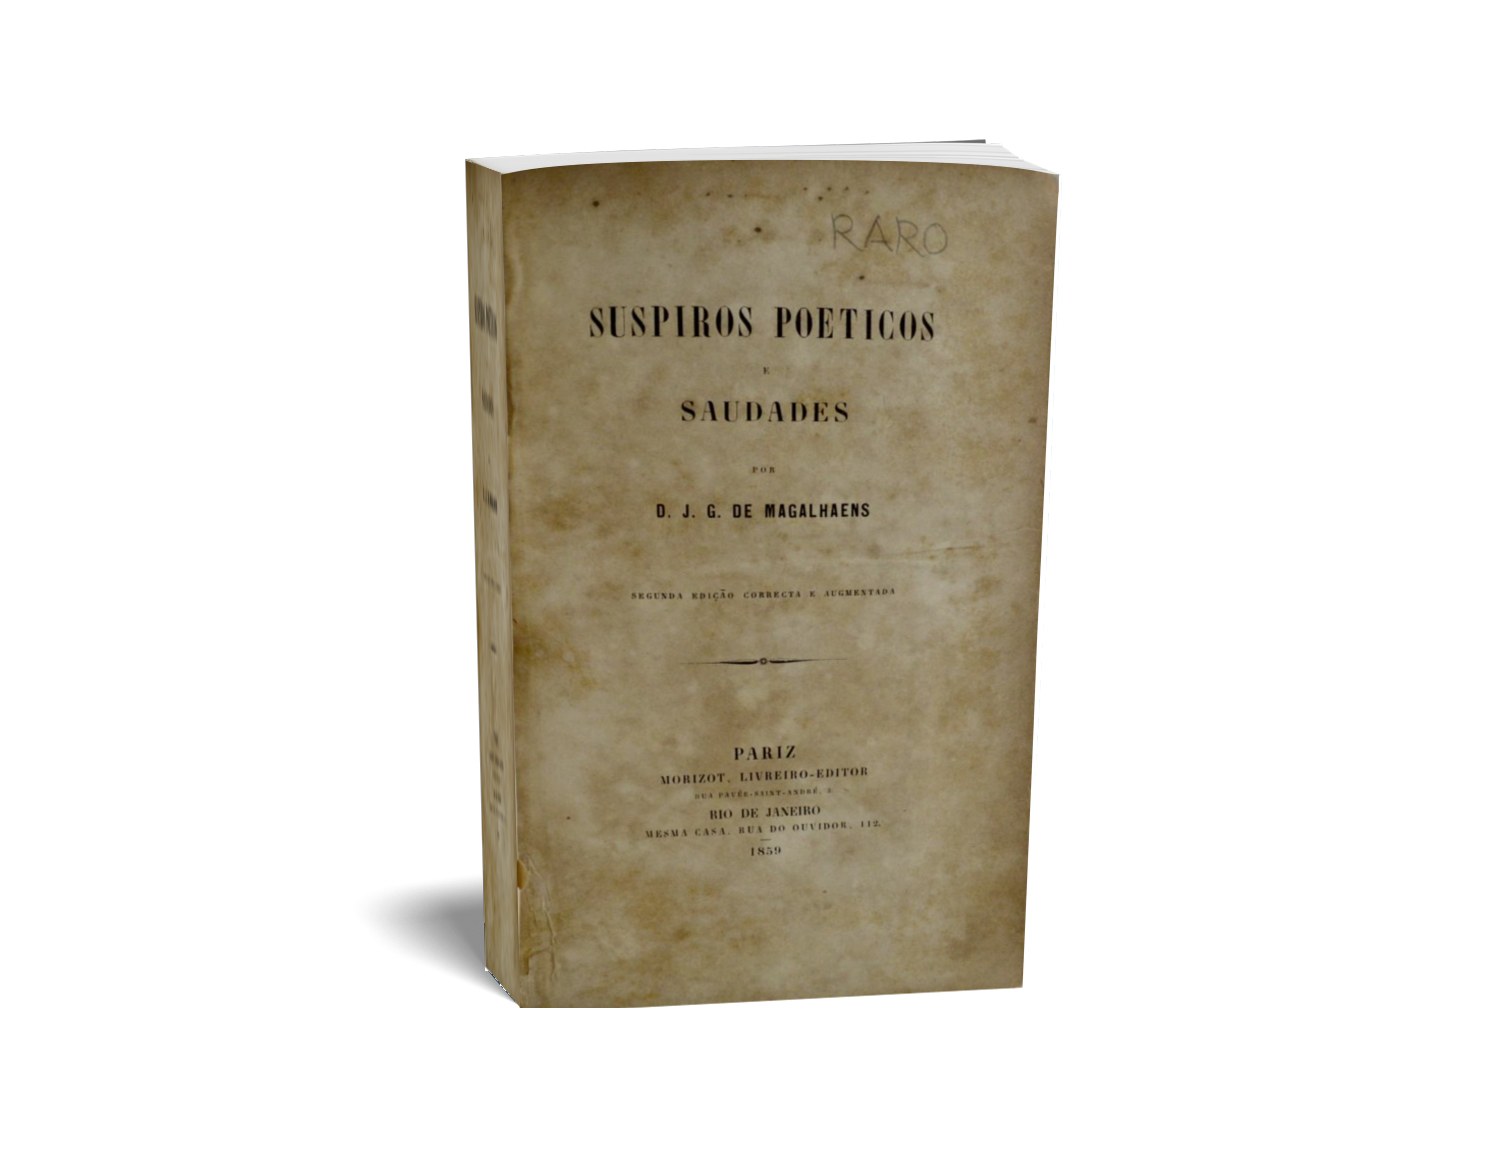 RARO
SUSPIROS POETICOS
E
SAUDADES
POR
D. J. G. DE MAGALHAENS
SEGUNDA EDIÇÃO CORRECTA E AUGMENTADA
PARIZ
MORIZOT, LIVREIRO-EDITOR
RUA PAVÉE-SAINT-ANDRÉ, 3
RIO DE JANEIRO
MESMA CASA, RUA DO OUVIDOR, 112.
1859